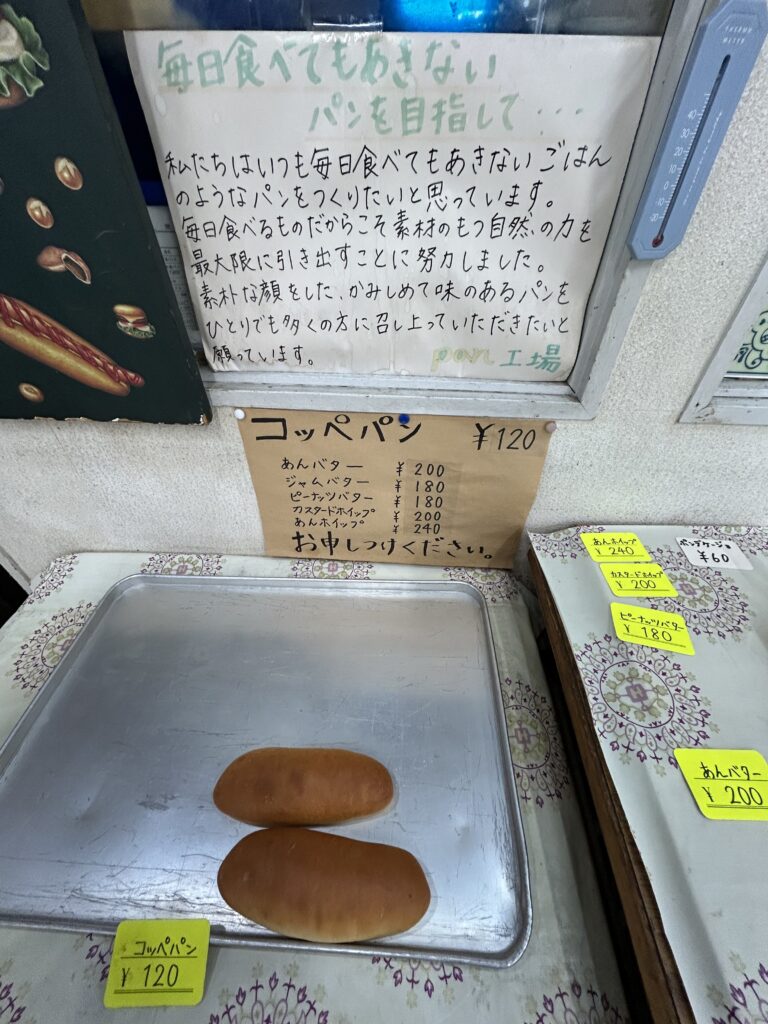 毎日食べてもあきない
パンを目指して・・・
私たちはいつも毎日食べてもあきないごはん
のようなパンをつくりたいと思っています。
毎日食べるものだからこそ素材のもつ自然、の力を
最大限に引き出すことに努力しました。
素朴な顔をした、かみしめて味のあるパンを
ひとりでも多くの方に召し上っていただきたいと
願っています。
pan 工場
THERMO METER
コッペパン ¥120
あんバター ¥200
ジャムバター ¥180
ピーナッツバター ¥180
カスタードホイップ ¥200
あんホイップ ¥240
お申しつけください。
あんホイップ
¥240
カスタードホイップ
¥200
ピーナッツバター
¥180
¥60
あんバター
¥200
コッペパン
¥120